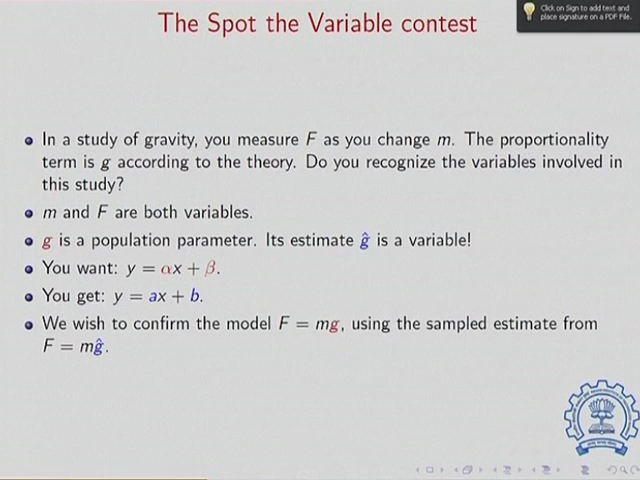 The Spot the Variable contest
Click on Sign to add text and
place signature on a PDF File.
In a study of gravity, you measure F as you change m. The proportionality
term is g according to the theory. Do you recognize the variables involved in
this study?
m and F are both variables.
g is a population parameter. Its estimate ĝ is a variable!
You want: y = αx + β.
You get: y = ax + b.
We wish to confirm the model F = mg, using the sampled estimate from
F = mĝ.